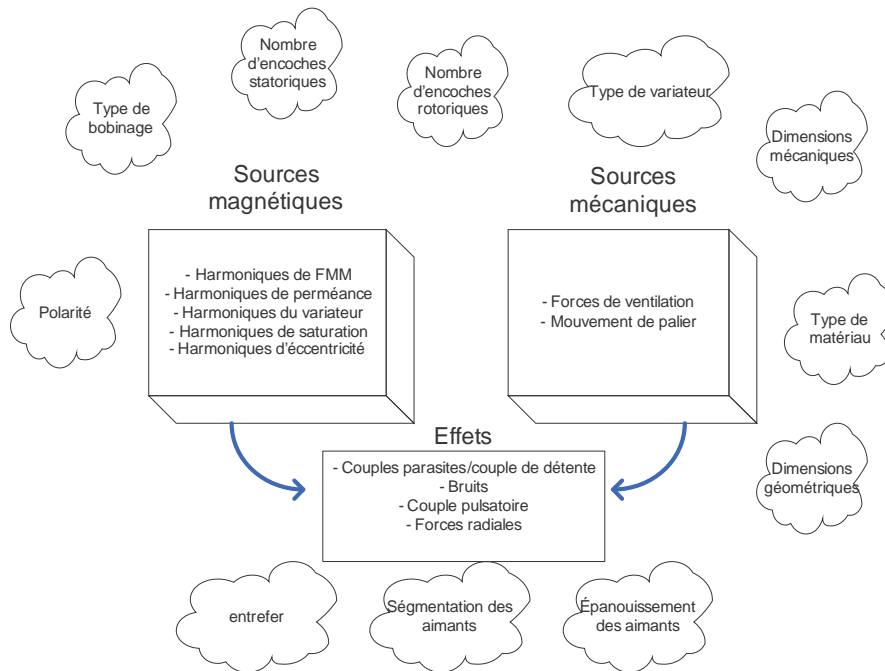 Nombre
d'encoches
statoriques
Nombre
d'encoches
rotoriques
Type de variateur
Type de
bobinage
Dimensions
mécaniques
Sources
magnétiques
Sources
mécaniques
Polarité
- Harmoniques de FMM
- Harmoniques de perméance
- Harmoniques du variateur
- Harmoniques de saturation
- Harmoniques d'éccentricité
- Forces de ventilation
- Mouvement de palier
Type de
matériau
Effets
- Couples parasites/couple de détente
- Bruits
- Couple pulsatoire
- Forces radiales
Dimensions
géométriques
entrefer
Ségmentation des
aimants
Épanouissement
des aimants